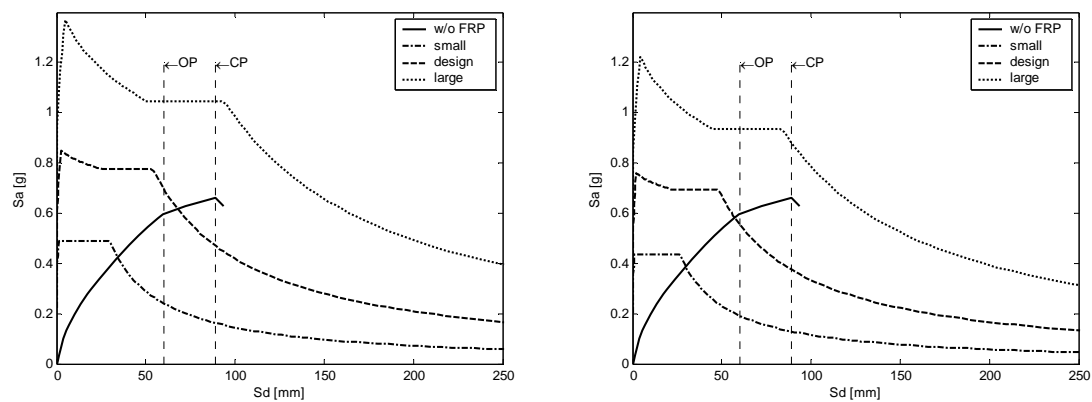 w/o FRP
small
design
large
←OP
←CP
1.2
1
0.8
0.6
0.4
0.2
0
Sa [g]
0 50 100 150 200 250
Sd [mm]
w/o FRP
small
design
large
←OP
←CP
1.2
1
0.8
0.6
0.4
0.2
0
Sa [g]
0 50 100 150 200 250
Sd [mm]